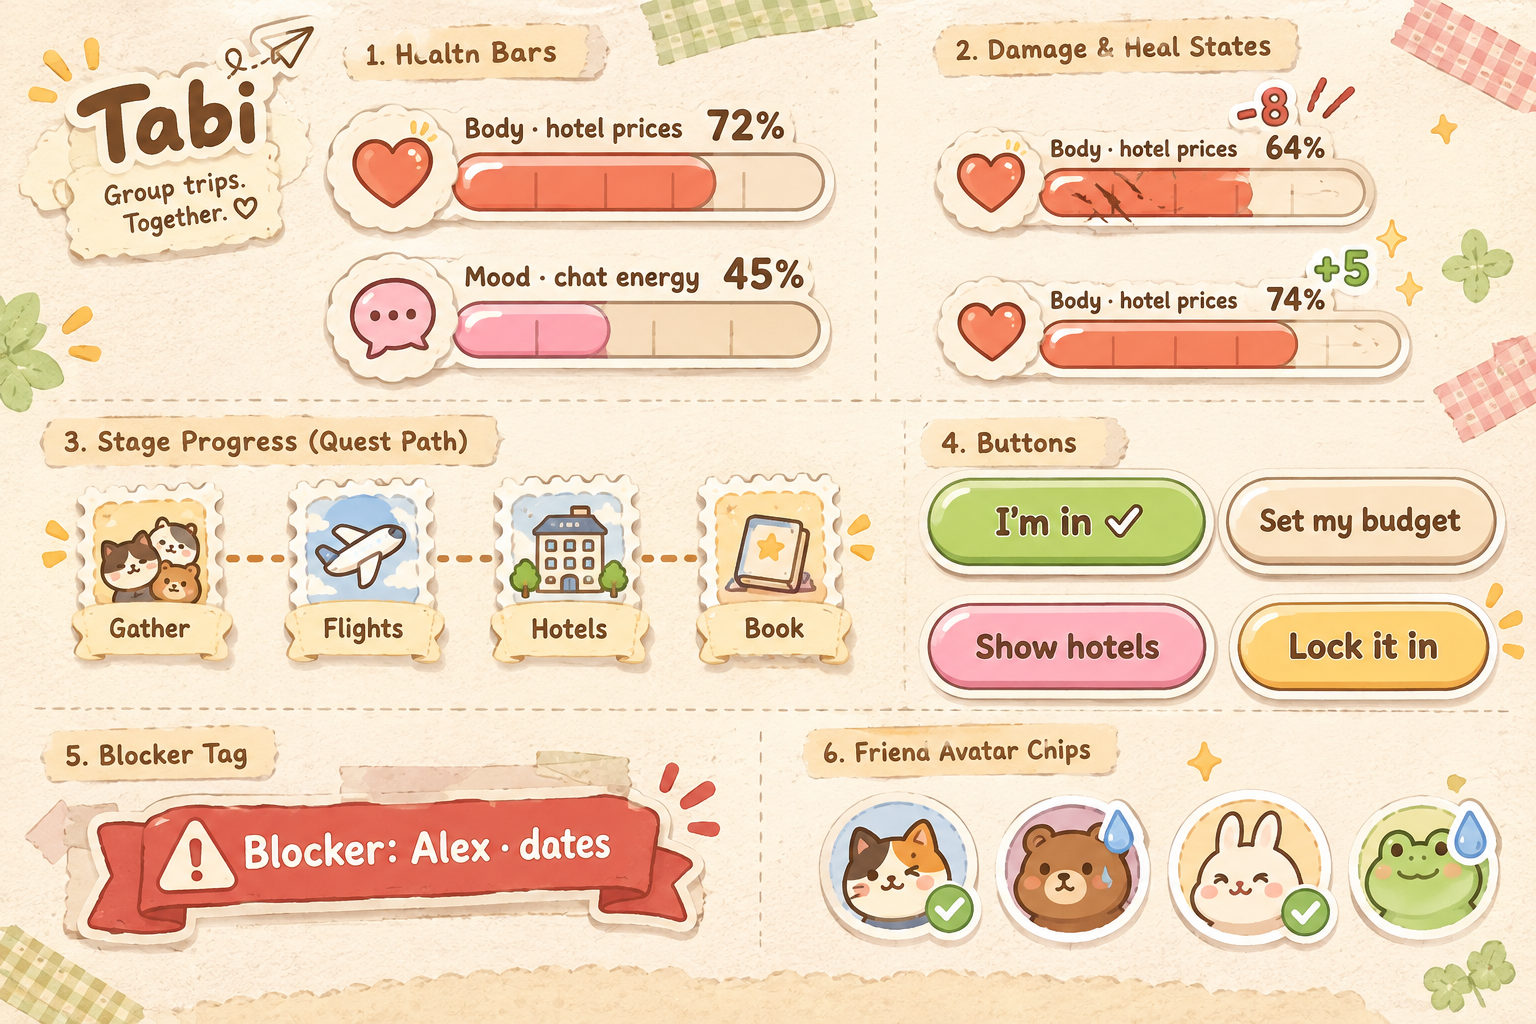 Tabi
Group trips.
Together. ♡
1. Healtn Bars
Body · hotel prices 72%
Mood · chat energy 45%
2. Damage & Heal States
-8
Body · hotel prices 64%
+5
Body · hotel prices 74%
3. Stage Progress (Quest Path)
Gather
Flights
Hotels
Book
4. Buttons
I'm in ✓
Set my budget
Show hotels
Lock it in
5. Blocker Tag
! Blocker: Alex · dates
6. Friend Avatar Chips